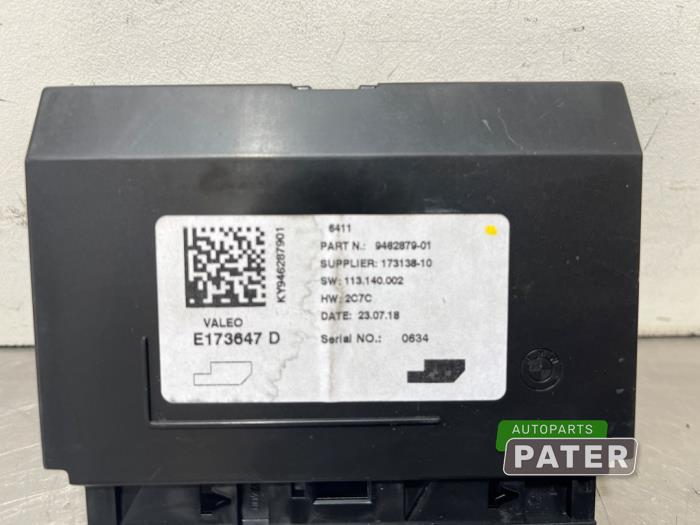 6411
PART N.: 9462879-01
SUPPLIER: 173138-10
SW: 113.140.002
HW: 2C7C
DATE: 23.07.18
Serial NO.: 0634
KY946287901
VALEO
E173647 D
AUTOPARTS
PATER